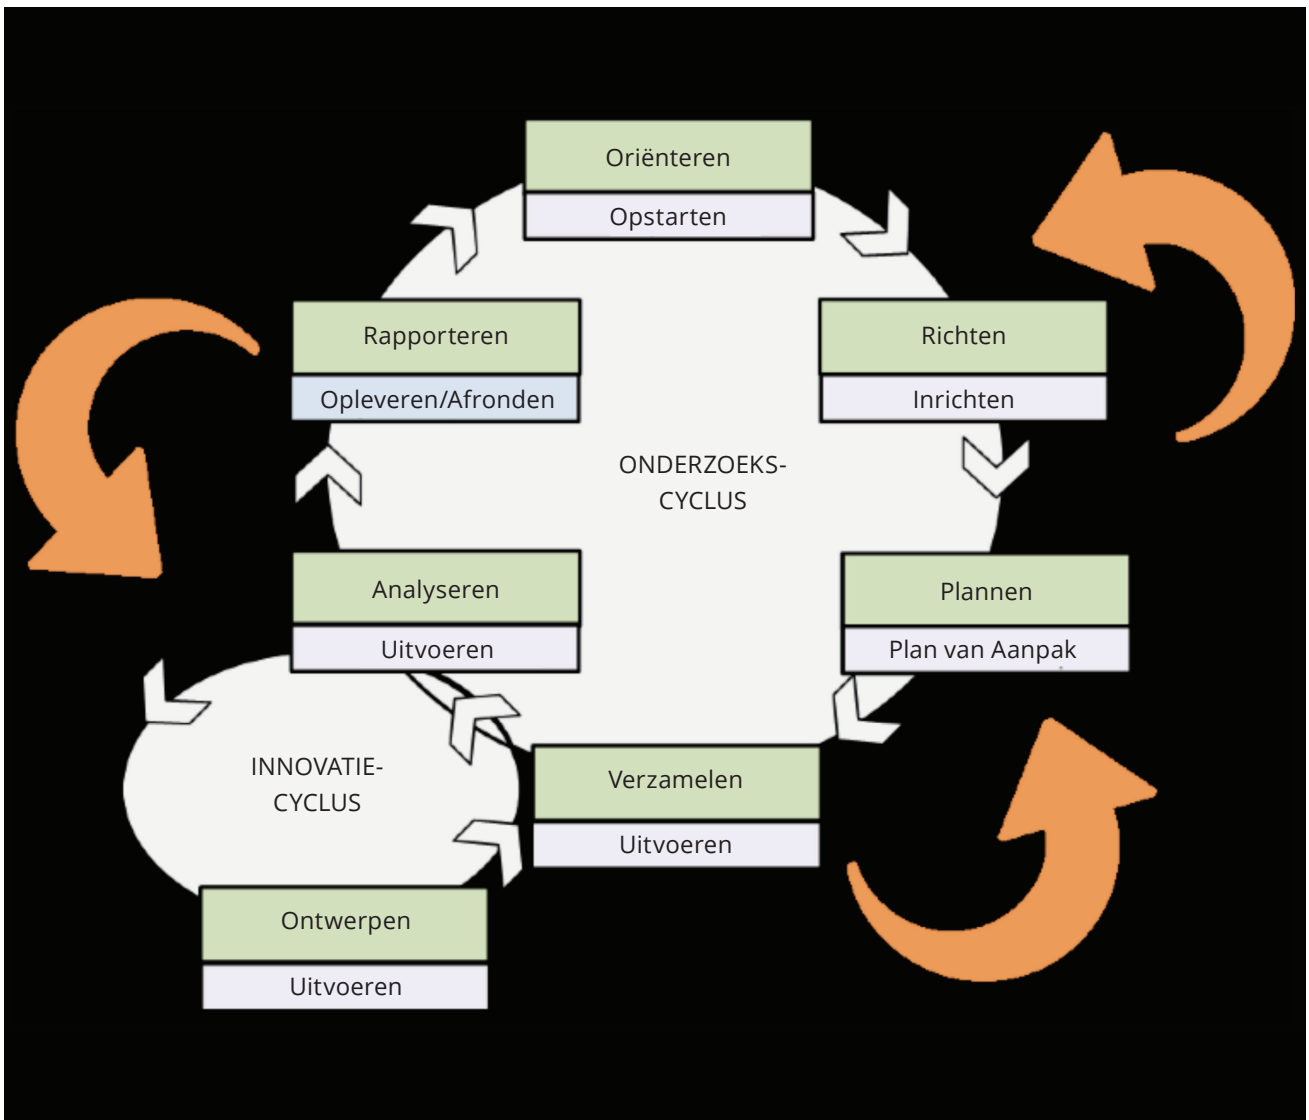 Oriënteren
Opstarten
Rapporteren
Opleveren/Afronden
Richten
Inrichten
ONDERZOEKS-
CYCLUS
Analyseren
Uitvoeren
Plannen
Plan van Aanpak
INNOVATIE-
CYCLUS
Verzamelen
Uitvoeren
Ontwerpen
Uitvoeren